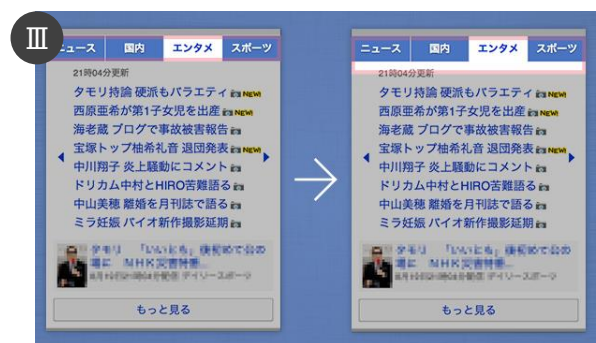 Ⅲ
ニュース 国内 エンタメ スポーツ
21時04分更新
タモリ持論 硬派もバラエティ NEW!
西原亜希が第1子女児を出産 NEW!
海老蔵 ブログで事故被害報告
宝塚トップ柚希礼音 退団発表 NEW!
中川翔子 炎上騒動にコメント
ドリカム中村とHIRO苦難語る
中山美穂 離婚を月刊誌で語る
ミラ妊娠 バイオ新作撮影延期
もっと見る
ニュース 国内 エンタメ スポーツ
21時04分更新
タモリ持論 硬派もバラエティ NEW!
西原亜希が第1子女児を出産 NEW!
海老蔵 ブログで事故被害報告
宝塚トップ柚希礼音 退団発表 NEW!
中川翔子 炎上騒動にコメント
ドリカム中村とHIRO苦難語る
中山美穂 離婚を月刊誌で語る
ミラ妊娠 バイオ新作撮影延期
もっと見る